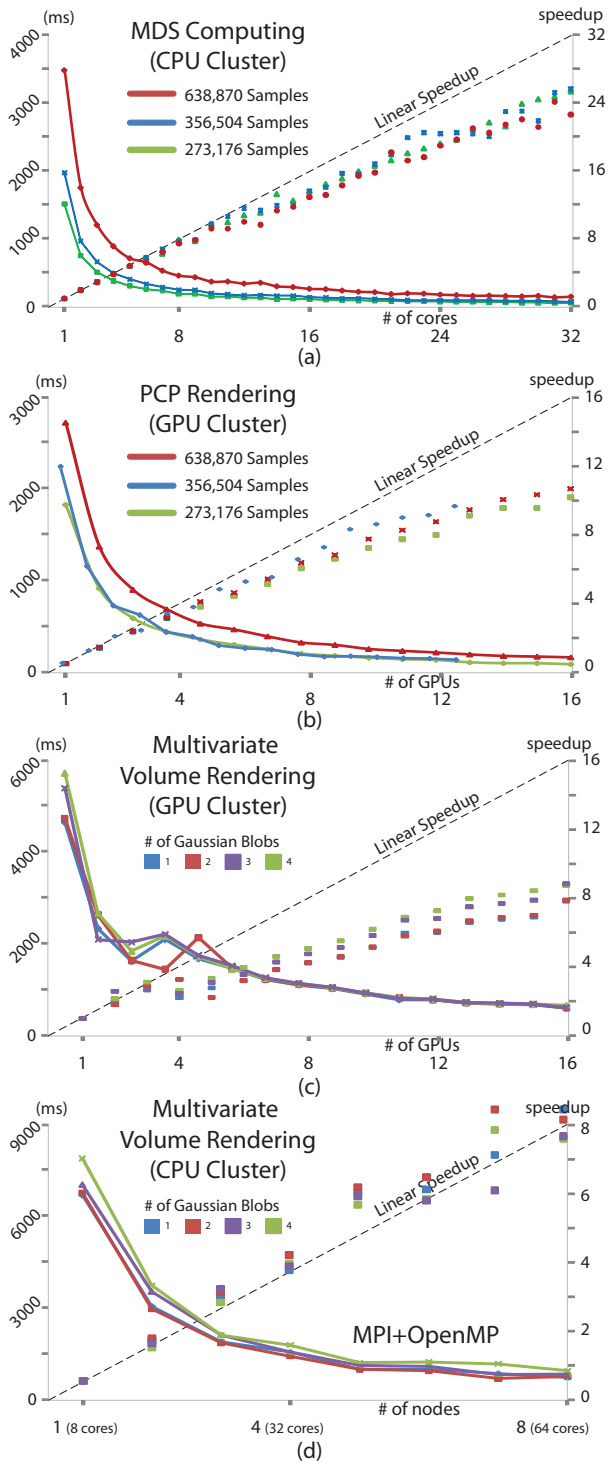 (ms)
speedup
MDS Computing
(CPU Cluster)
638,870 Samples
356,504 Samples
273,176 Samples
Linear Speedup
4000
3000
2000
1000
0
32
24
16
8
0
1
8
16
24
32
# of cores
(a)
(ms)
speedup
PCP Rendering
(GPU Cluster)
638,870 Samples
356,504 Samples
273,176 Samples
Linear Speedup
3000
2000
1000
0
16
12
8
4
0
1
4
8
12
16
# of GPUs
(b)
(ms)
speedup
Multivariate
Volume Rendering
(GPU Cluster)
# of Gaussian Blobs
1 2 3 4
Linear Speedup
6000
4000
2000
0
16
12
8
4
0
1
4
8
12
16
# of GPUs
(c)
(ms)
speedup
Multivariate
Volume Rendering
(CPU Cluster)
# of Gaussian Blobs
1 2 3 4
Linear Speedup
MPI+OpenMP
9000
6000
3000
0
8
6
4
2
0
# of nodes
1 (8 cores)
4 (32 cores)
8 (64 cores)
(d)